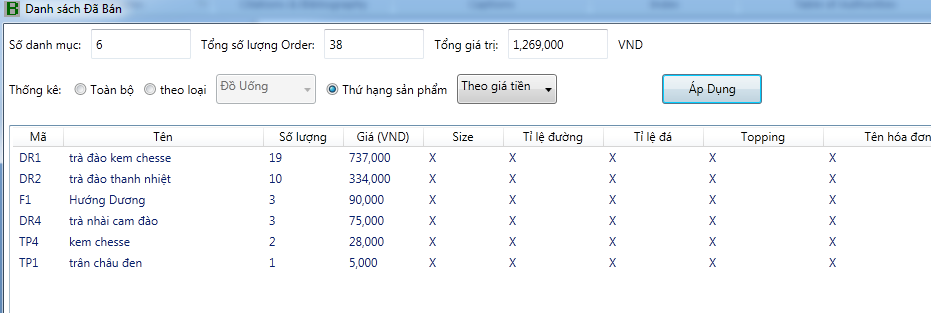 B Danh sách Đã Bán
Số danh mục: 6 Tổng số lượng Order: 38 Tổng giá trị: 1,269,000 VND
Thống kê: Toàn bộ theo loại Đồ Uống Thứ hạng sản phẩm Theo giá tiền Áp Dụng
Mã Tên Số lượng Giá (VND) Size Tỉ lệ đường Tỉ lệ đá Topping Tên hóa đơn
DR1 trà đào kem chesse 19 737,000 X X X X X
DR2 trà đào thanh nhiệt 10 334,000 X X X X X
F1 Hướng Dương 3 90,000 X X X X X
DR4 trà nhài cam đào 3 75,000 X X X X X
TP4 kem chesse 2 28,000 X X X X X
TP1 trân châu đen 1 5,000 X X X X X